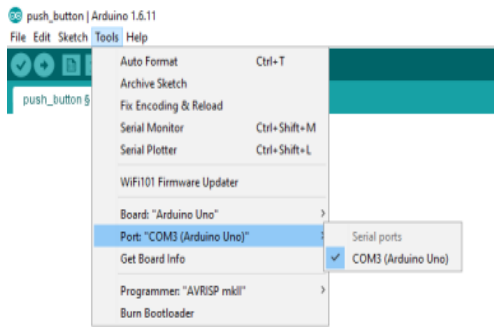 push_button | Arduino 1.6.11
File Edit Sketch Tools Help
push_button §
Auto Format Ctrl+T
Archive Sketch
Fix Encoding & Reload
Serial Monitor Ctrl+Shift+M
Serial Plotter Ctrl+Shift+L
WiFi101 Firmware Updater
Board: "Arduino Uno"
Port: "COM3 (Arduino Uno)"
Get Board Info
Programmer: "AVRISP mkII"
Burn Bootloader
Serial ports
COM3 (Arduino Uno)